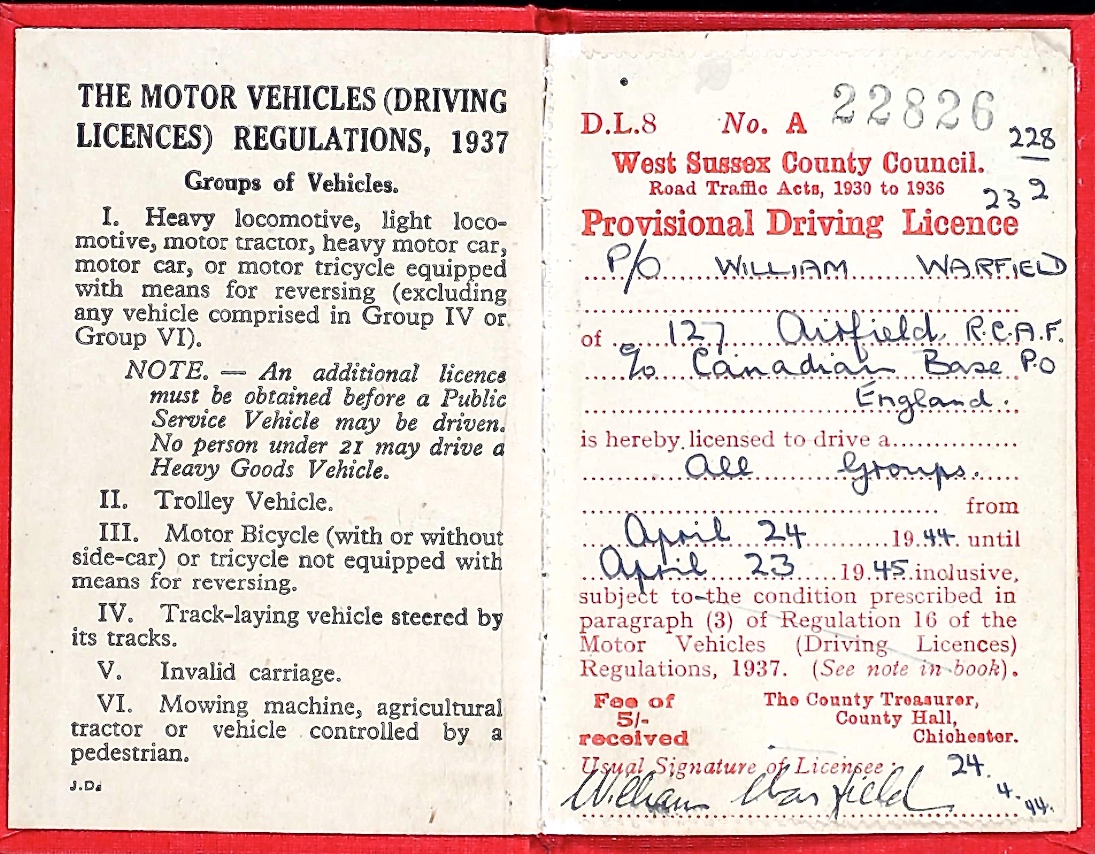 THE MOTOR VEHICLES (DRIVING
LICENCES) REGULATIONS, 1937
Groups of Vehicles.
I. Heavy locomotive, light loco-
motive, motor tractor, heavy motor car,
motor car, or motor tricycle equipped
with means for reversing (excluding
any vehicle comprised in Group IV or
Group VI).
NOTE. — An additional licence
must be obtained before a Public
Service Vehicle may be driven.
No person under 21 may drive a
Heavy Goods Vehicle.
II. Trolley Vehicle.
III. Motor Bicycle (with or without
side-car) or tricycle not equipped with
means for reversing.
IV. Track-laying vehicle steered by
its tracks.
V. Invalid carriage.
VI. Mowing machine, agricultural
tractor or vehicle controlled by a
pedestrian.
J.D.
D.L.8 No. A 22826
228
West Sussex County Council.
Road Traffic Acts, 1930 to 1936
232
Provisional Driving Licence
P/O WILLIAM WARFIELD
of 127 Airfield, R.C.A.F.
c/o Canadian Base P.O
England.
is hereby licensed to drive a
All Groups.
from
April 24 1944 until
April 23 1945 inclusive,
subject to the condition prescribed in
paragraph (3) of Regulation 16 of the
Motor Vehicles (Driving Licences)
Regulations, 1937. (See note in book).
Fee of
5/-
received
The County Treasurer,
County Hall,
Chichester.
Usual Signature of Licensee: 24.4.44.
William Warfield